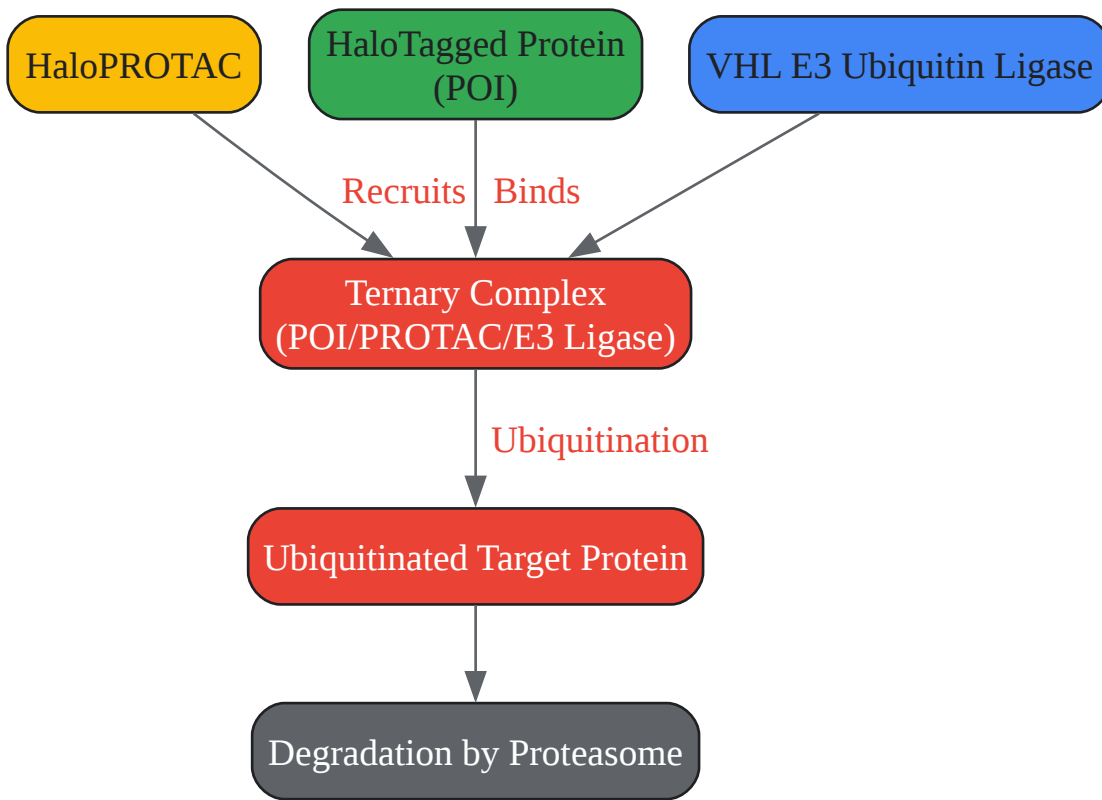 HaloPROTAC
HaloTagged Protein
(POI)
VHL E3 Ubiquitin Ligase
Recruits
Binds
Ternary Complex
(POI/PROTAC/E3 Ligase)
Ubiquitination
Ubiquitinated Target Protein
Degradation by Proteasome